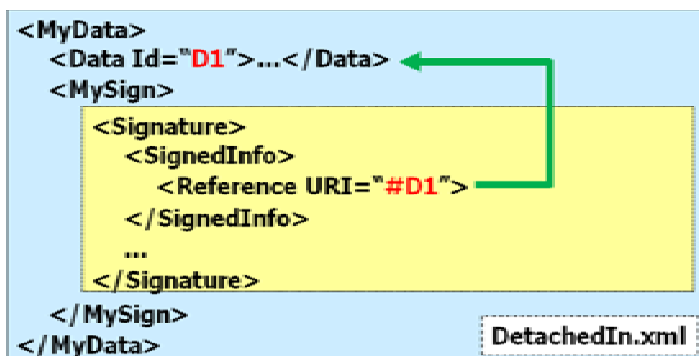 <MyData>
<Data Id="D1">...</Data>
<MySign>
<Signature>
<SignedInfo>
<Reference URI="#D1">
</SignedInfo>
...
</Signature>
</MySign>
</MyData>
DetachedIn.xml